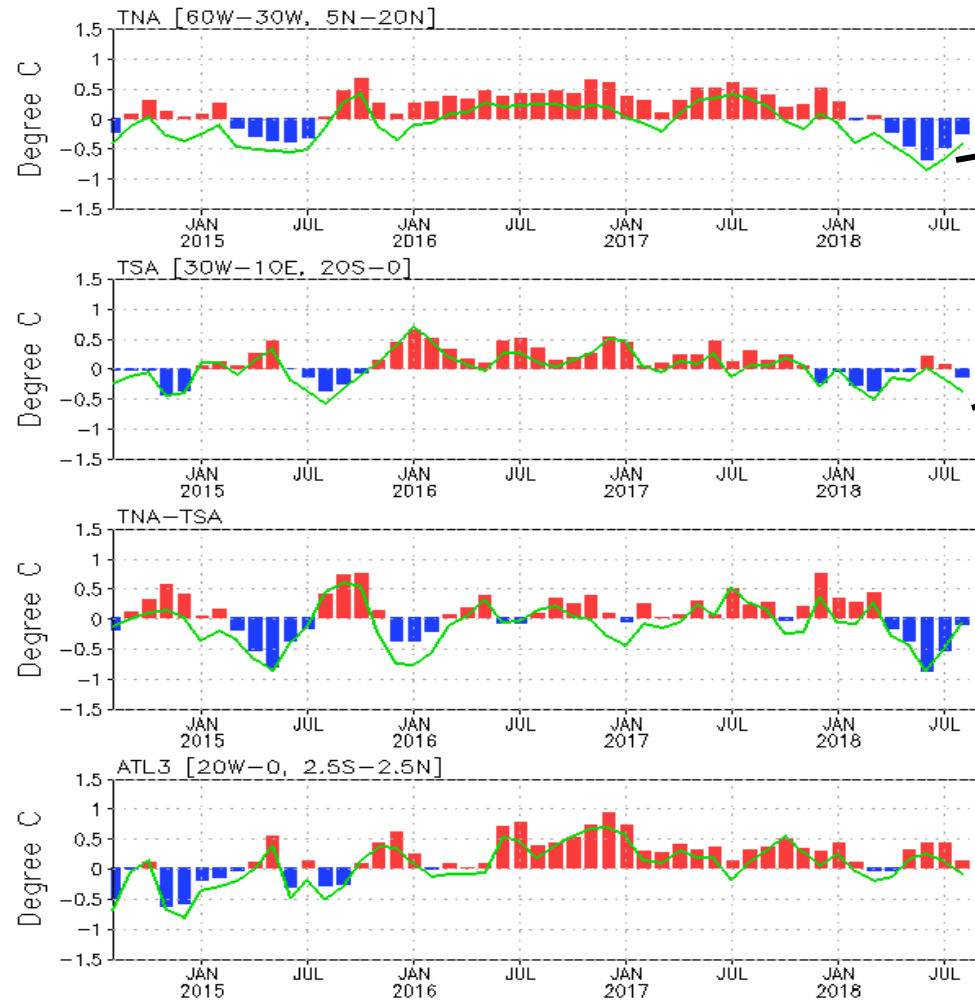 TNA [60W−30W, 5N−20N]
Degree C
1.5
1
0.5
0
−0.5
−1
−1.5
JAN JUL JAN JUL JAN JUL JAN JUL
2015 2016 2017 2018
TSA [30W−10E, 20S−0]
Degree C
1.5
1
0.5
0
−0.5
−1
−1.5
JAN JUL JAN JUL JAN JUL JAN JUL
2015 2016 2017 2018
TNA−TSA
Degree C
1.5
1
0.5
0
−0.5
−1
−1.5
JAN JUL JAN JUL JAN JUL JAN JUL
2015 2016 2017 2018
ATL3 [20W−0, 2.5S−2.5N]
Degree C
1.5
1
0.5
0
−0.5
−1
−1.5
JAN JUL JAN JUL JAN JUL JAN JUL
2015 2016 2017 2018